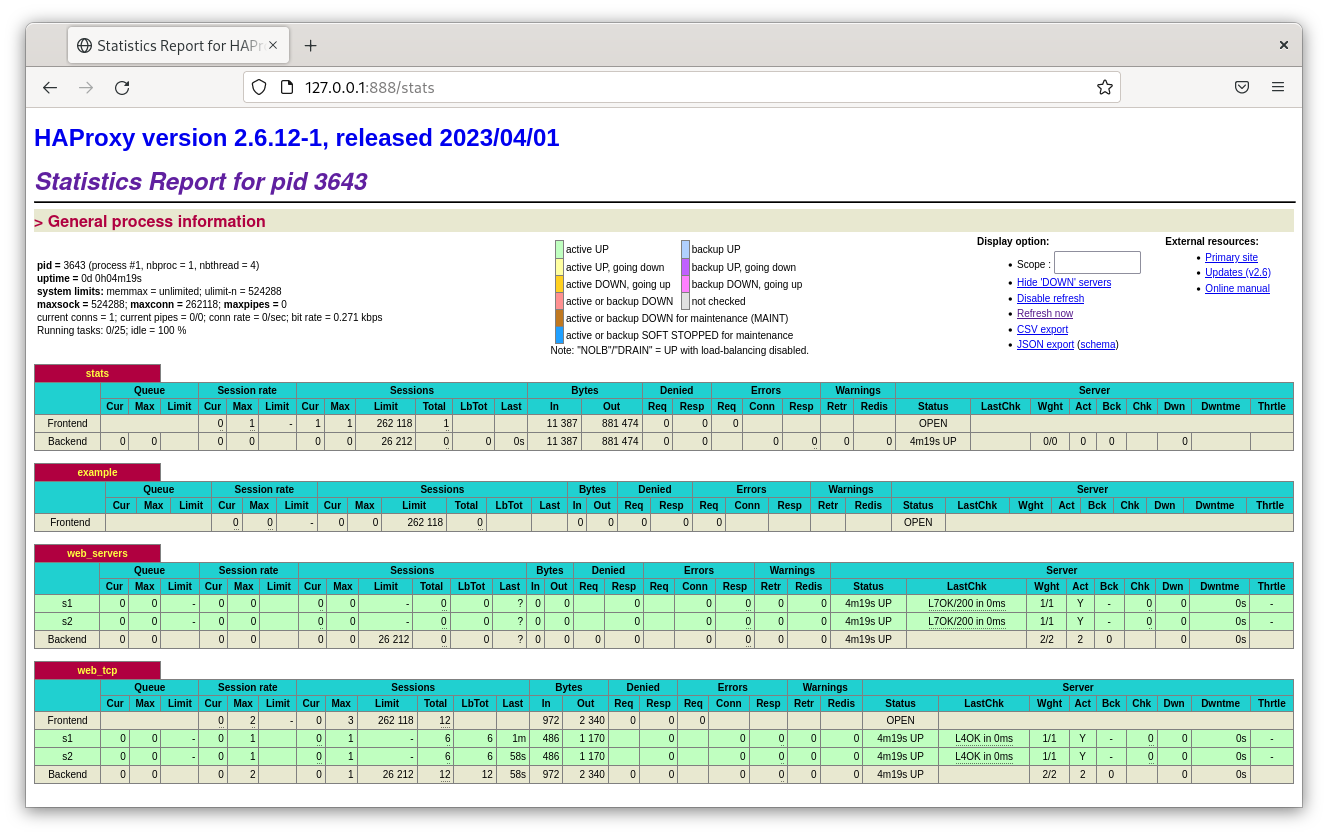 Statistics Report for HAPr
127.0.0.1:888/stats
HAProxy version 2.6.12-1, released 2023/04/01
Statistics Report for pid 3643
> General process information
pid = 3643 (process #1, nbproc = 1, nbthread = 4)
uptime = 0d 0h04m19s
system limits: memmax = unlimited; ulimit-n = 524288
maxsock = 524288; maxconn = 262118; maxpipes = 0
current conns = 1; current pipes = 0/0; conn rate = 0/sec; bit rate = 0.271 kbps
Running tasks: 0/25; idle = 100 %
active UP backup UP
active UP, going down backup UP, going down
active DOWN, going up backup DOWN, going up
active or backup DOWN not checked
active or backup DOWN for maintenance (MAINT)
active or backup SOFT STOPPED for maintenance
Note: "NOLB"/"DRAIN" = UP with load-balancing disabled.
Display option:
• Scope :
• Hide 'DOWN' servers
• Disable refresh
• Refresh now
• CSV export
• JSON export (schema)
External resources:
• Primary site
• Updates (v2.6)
• Online manual
stats
Queue Session rate Sessions Bytes Denied Errors Warnings Server
Cur Max Limit Cur Max Limit Cur Max Limit Total LbTot Last In Out Req Resp Req Conn Resp Retr Redis Status LastChk Wght Act Bck Chk Dwn Dwntme Thrtle
Frontend 0 1 - 1 1 262 118 1 11 387 881 474 0 0 0 OPEN
Backend 0 0 0 0 0 0 26 212 0 0 0s 11 387 881 474 0 0 0 0 0 0 4m19s UP 0/0 0 0 0
example
Queue Session rate Sessions Bytes Denied Errors Warnings Server
Cur Max Limit Cur Max Limit Cur Max Limit Total LbTot Last In Out Req Resp Req Conn Resp Retr Redis Status LastChk Wght Act Bck Chk Dwn Dwntme Thrtle
Frontend 0 0 - 0 0 262 118 0 0 0 0 0 0 OPEN
web_servers
Queue Session rate Sessions Bytes Denied Errors Warnings Server
Cur Max Limit Cur Max Limit Cur Max Limit Total LbTot Last In Out Req Resp Req Conn Resp Retr Redis Status LastChk Wght Act Bck Chk Dwn Dwntme Thrtle
s1 0 0 - 0 0 0 0 - 0 0 ? 0 0 0 0 0 0 0 4m19s UP L7OK/200 in 0ms 1/1 Y - 0 0 0s -
s2 0 0 - 0 0 0 0 - 0 0 ? 0 0 0 0 0 0 0 4m19s UP L7OK/200 in 0ms 1/1 Y - 0 0 0s -
Backend 0 0 0 0 0 0 26 212 0 0 ? 0 0 0 0 0 0 0 0 4m19s UP 2/2 2 0 0 0s
web_tcp
Queue Session rate Sessions Bytes Denied Errors Warnings Server
Cur Max Limit Cur Max Limit Cur Max Limit Total LbTot Last In Out Req Resp Req Conn Resp Retr Redis Status LastChk Wght Act Bck Chk Dwn Dwntme Thrtle
Frontend 0 2 - 0 3 262 118 12 972 2 340 0 0 0 OPEN
s1 0 0 - 0 1 0 1 - 6 6 1m 486 1 170 0 0 0 0 0 4m19s UP L4OK in 0ms 1/1 Y - 0 0 0s -
s2 0 0 - 0 1 0 1 - 6 6 58s 486 1 170 0 0 0 0 0 4m19s UP L4OK in 0ms 1/1 Y - 0 0 0s -
Backend 0 0 0 2 0 1 26 212 12 12 58s 972 2 340 0 0 0 0 0 0 4m19s UP 2/2 2 0 0 0s